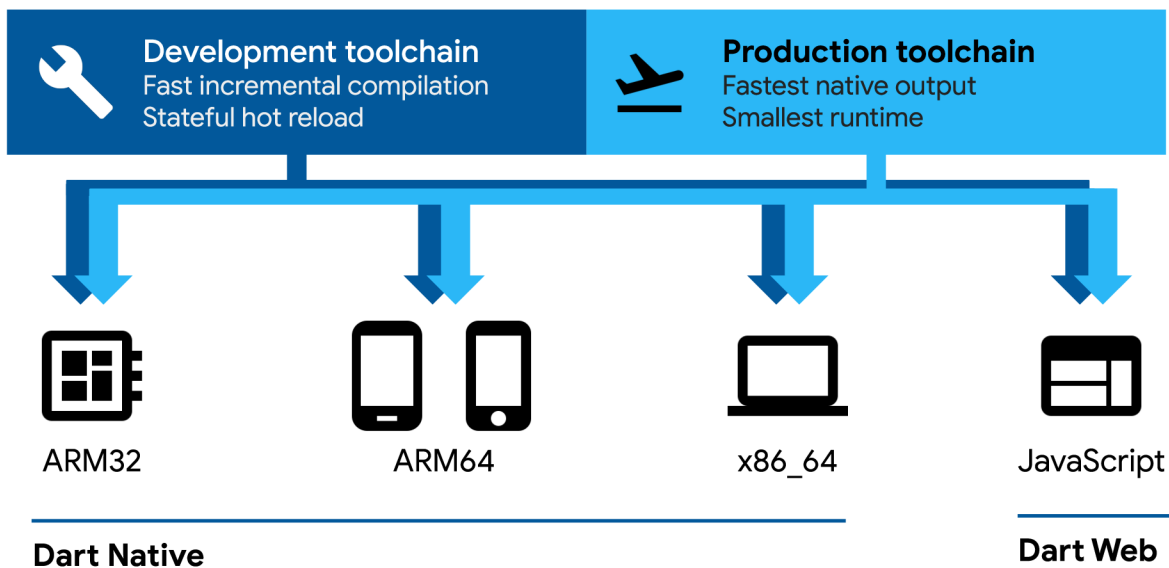 Development toolchain
Fast incremental compilation
Stateful hot reload
Production toolchain
Fastest native output
Smallest runtime
ARM32
ARM64
x86_64
JavaScript
Dart Native
Dart Web